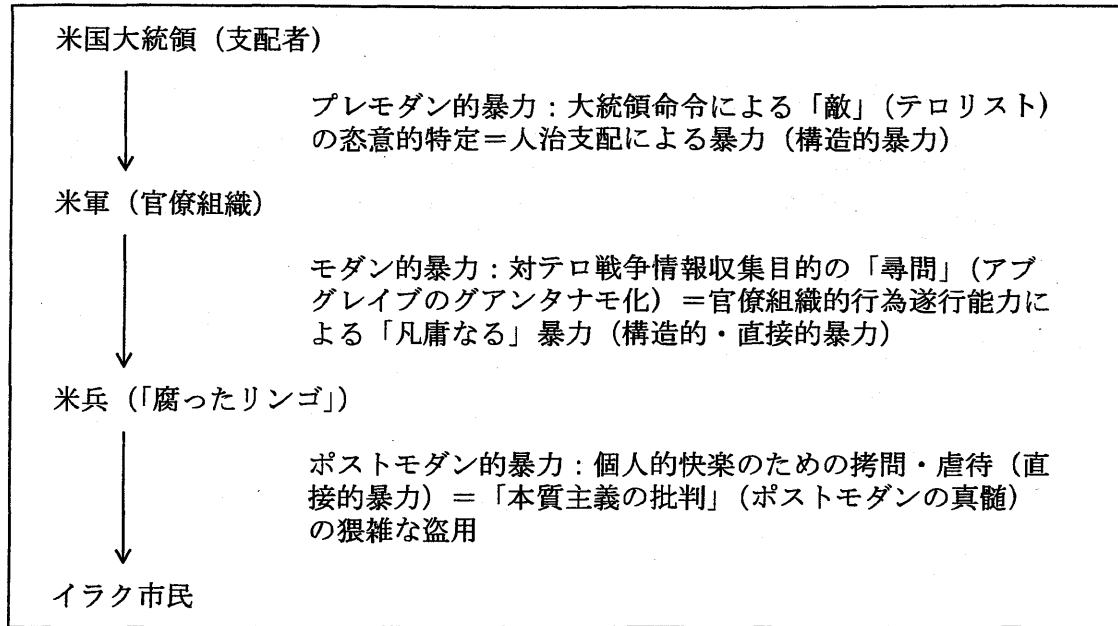 米国大統領（支配者）
プレモダン的暴力：大統領命令による「敵」（テロリスト）
の恣意的特定＝人治支配による暴力（構造的暴力）
米軍（官僚組織）
モダン的暴力：対テロ戦争情報収集目的の「尋問」（アブ
グレイブのグアンタナモ化）＝官僚組織的行為遂行能力に
よる「凡庸なる」暴力（構造的・直接的暴力）
米兵（「腐ったリンゴ」）
ポストモダン的暴力：個人的快楽のための拷問・虐待（直
接的暴力）＝「本質主義の批判」（ポストモダンの真髄）
の猥雑な盗用
イラク市民